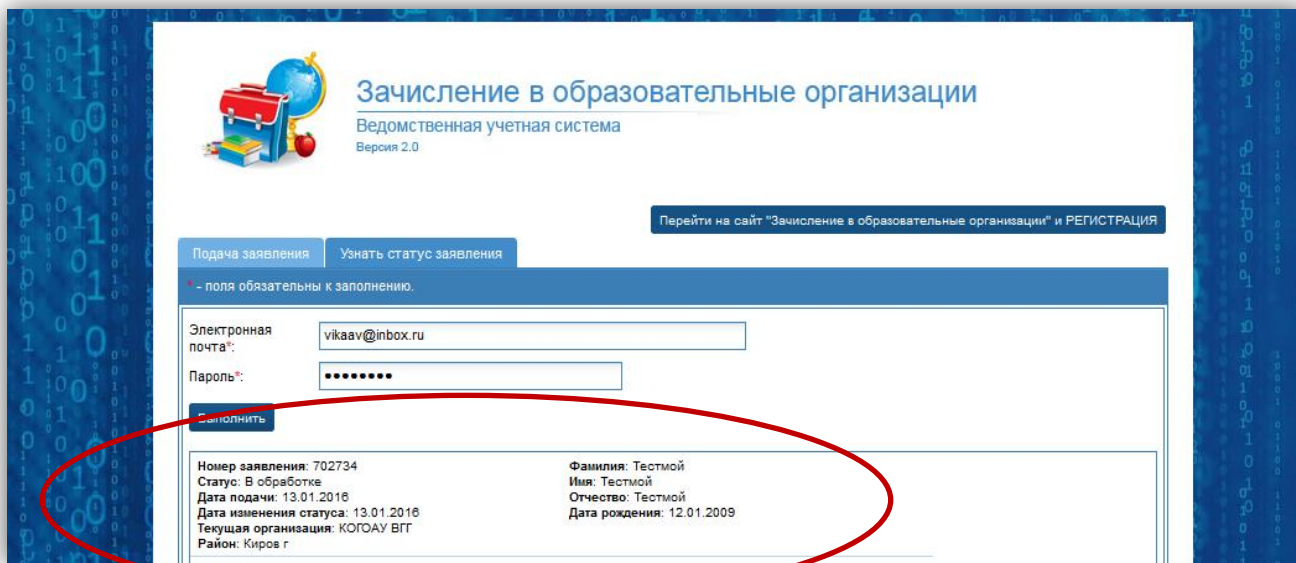 Зачисление в образовательные организации
Ведомственная учетная система
Версия 2.0
Перейти на сайт "Зачисление в образовательные организации" и РЕГИСТРАЦИЯ
Подача заявления Узнать статус заявления
* - поля обязательны к заполнению.
Электронная
почта*: vikaav@inbox.ru
Пароль*: ••••••••
Выполнить
Номер заявления: 702734 Фамилия: Тестмой
Статус: В обработке Имя: Тестмой
Дата подачи: 13.01.2016 Отчество: Тестмой
Дата изменения статуса: 13.01.2016 Дата рождения: 12.01.2009
Текущая организация: КОГОАУ ВГГ
Район: Киров г